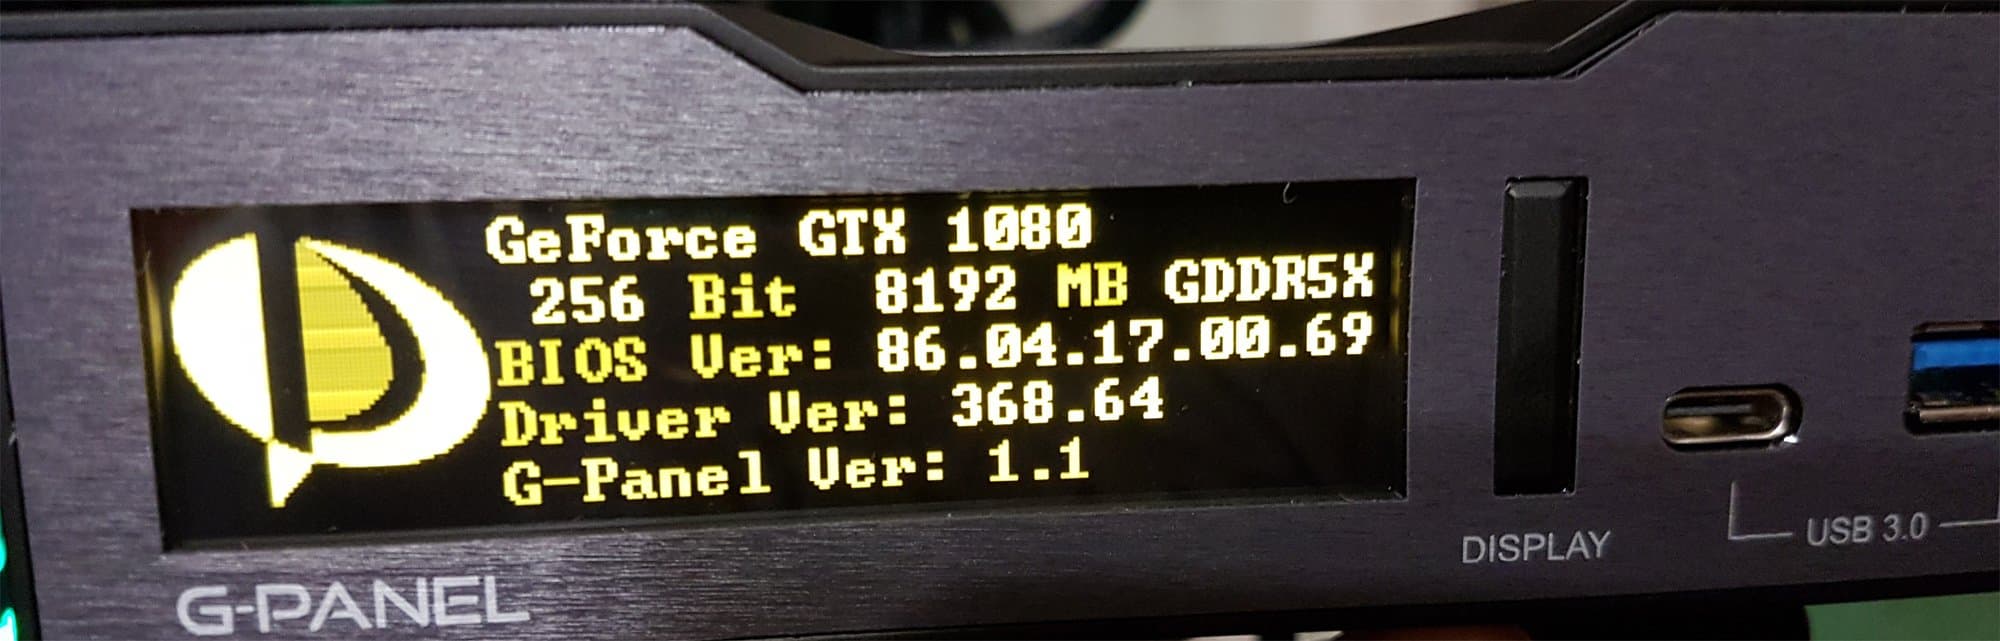 GeForce GTX 1080
256 Bit 8192 MB GDDR5X
BIOS Ver: 86.04.17.00.69
Driver Ver: 368.64
G-Panel Ver: 1.1
G-PANEL
DISPLAY
USB 3.0